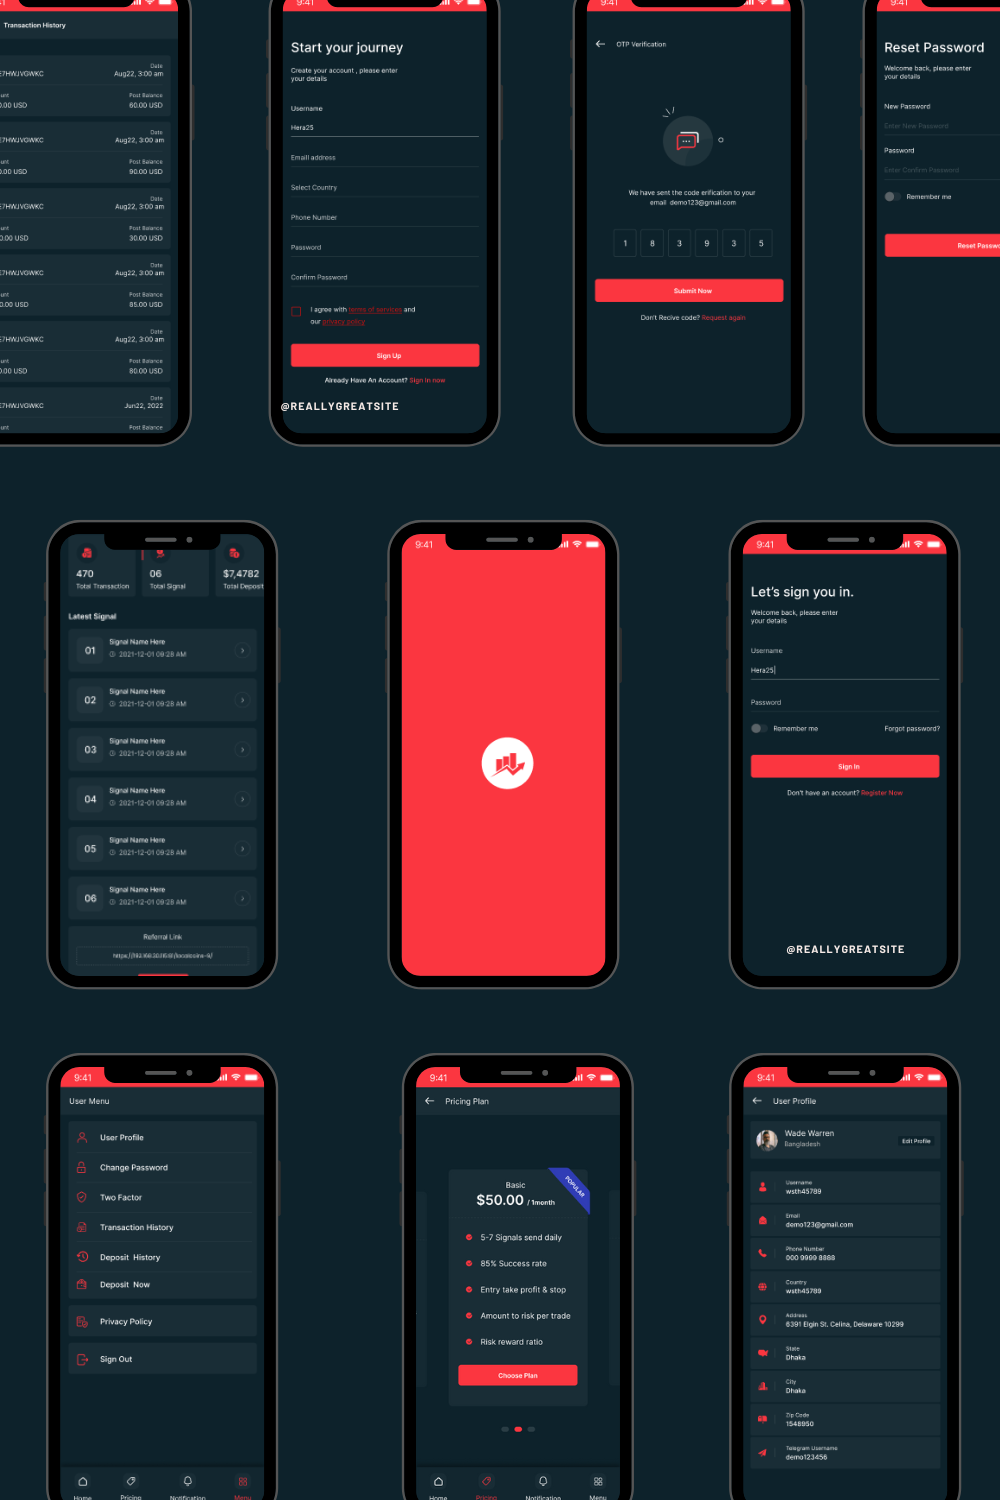 Transaction History
Date
E7HWJVGWKC Aug22, 3:00 am
unt Post Balance
0.00 USD 60.00 USD
Date
E7HWJVGWKC Aug22, 3:00 am
unt Post Balance
0.00 USD 90.00 USD
Date
E7HWJVGWKC Aug22, 3:00 am
unt Post Balance
0.00 USD 30.00 USD
Date
E7HWJVGWKC Aug22, 3:00 am
unt Post Balance
0.00 USD 85.00 USD
Date
E7HWJVGWKC Aug22, 3:00 am
unt Post Balance
0.00 USD 80.00 USD
Date
E7HWJVGWKC Jun22, 2022
unt Post Balance
9:41
Start your journey
Create your account , please enter
your details
Username
Hera25
Emaill address
Select Country
Phone Number
Password
Confirm Password
I agree with terms of services and
our privacy policy
Sign Up
Already Have An Account? Sign In now
@REALLYGREATSITE
9:41
OTP Verification
We have sent the code erification to your
email demo123@gmail.com
1 8 3 9 3 5
Submit Now
Don't Recive code? Request again
9:41
Reset Password
Welcome back, please enter
your details
New Password
Enter New Password
Password
Enter Confirm Password
Remember me
Reset Passwo
470
Total Transaction
06
Total Signal
$7,4782
Total Deposit
Latest Signal
01 Signal Name Here
2021-12-01 09:28 AM
02 Signal Name Here
2021-12-01 09:28 AM
03 Signal Name Here
2021-12-01 09:28 AM
04 Signal Name Here
2021-12-01 09:28 AM
05 Signal Name Here
2021-12-01 09:28 AM
06 Signal Name Here
2021-12-01 09:28 AM
Referral Link
9:41
9:41
Let's sign you in.
Welcome back, please enter
your details
Username
Hera25
Password
Remember me Forgot password?
Sign In
Don't have an account? Register Now
@REALLYGREATSITE
9:41
User Menu
User Profile
Change Password
Two Factor
Transaction History
Deposit History
Deposit Now
Privacy Policy
Sign Out
Home Pricing Notification Menu
9:41
Pricing Plan
POPULAR
Basic
$50.00 / 1month
5-7 Signals send daily
85% Success rate
Entry take profit & stop
Amount to risk per trade
Risk reward ratio
Choose Plan
Home Pricing Notification Menu
9:41
User Profile
Wade Warren
Bangladesh
Edit Profile
Username
wsth45789
Email
demo123@gmail.com
Phone Number
000 9999 8888
Country
wsth45789
Address
6391 Elgin St. Celina, Delaware 10299
State
Dhaka
City
Dhaka
Zip Code
1548950
Telegram Username
demo123456